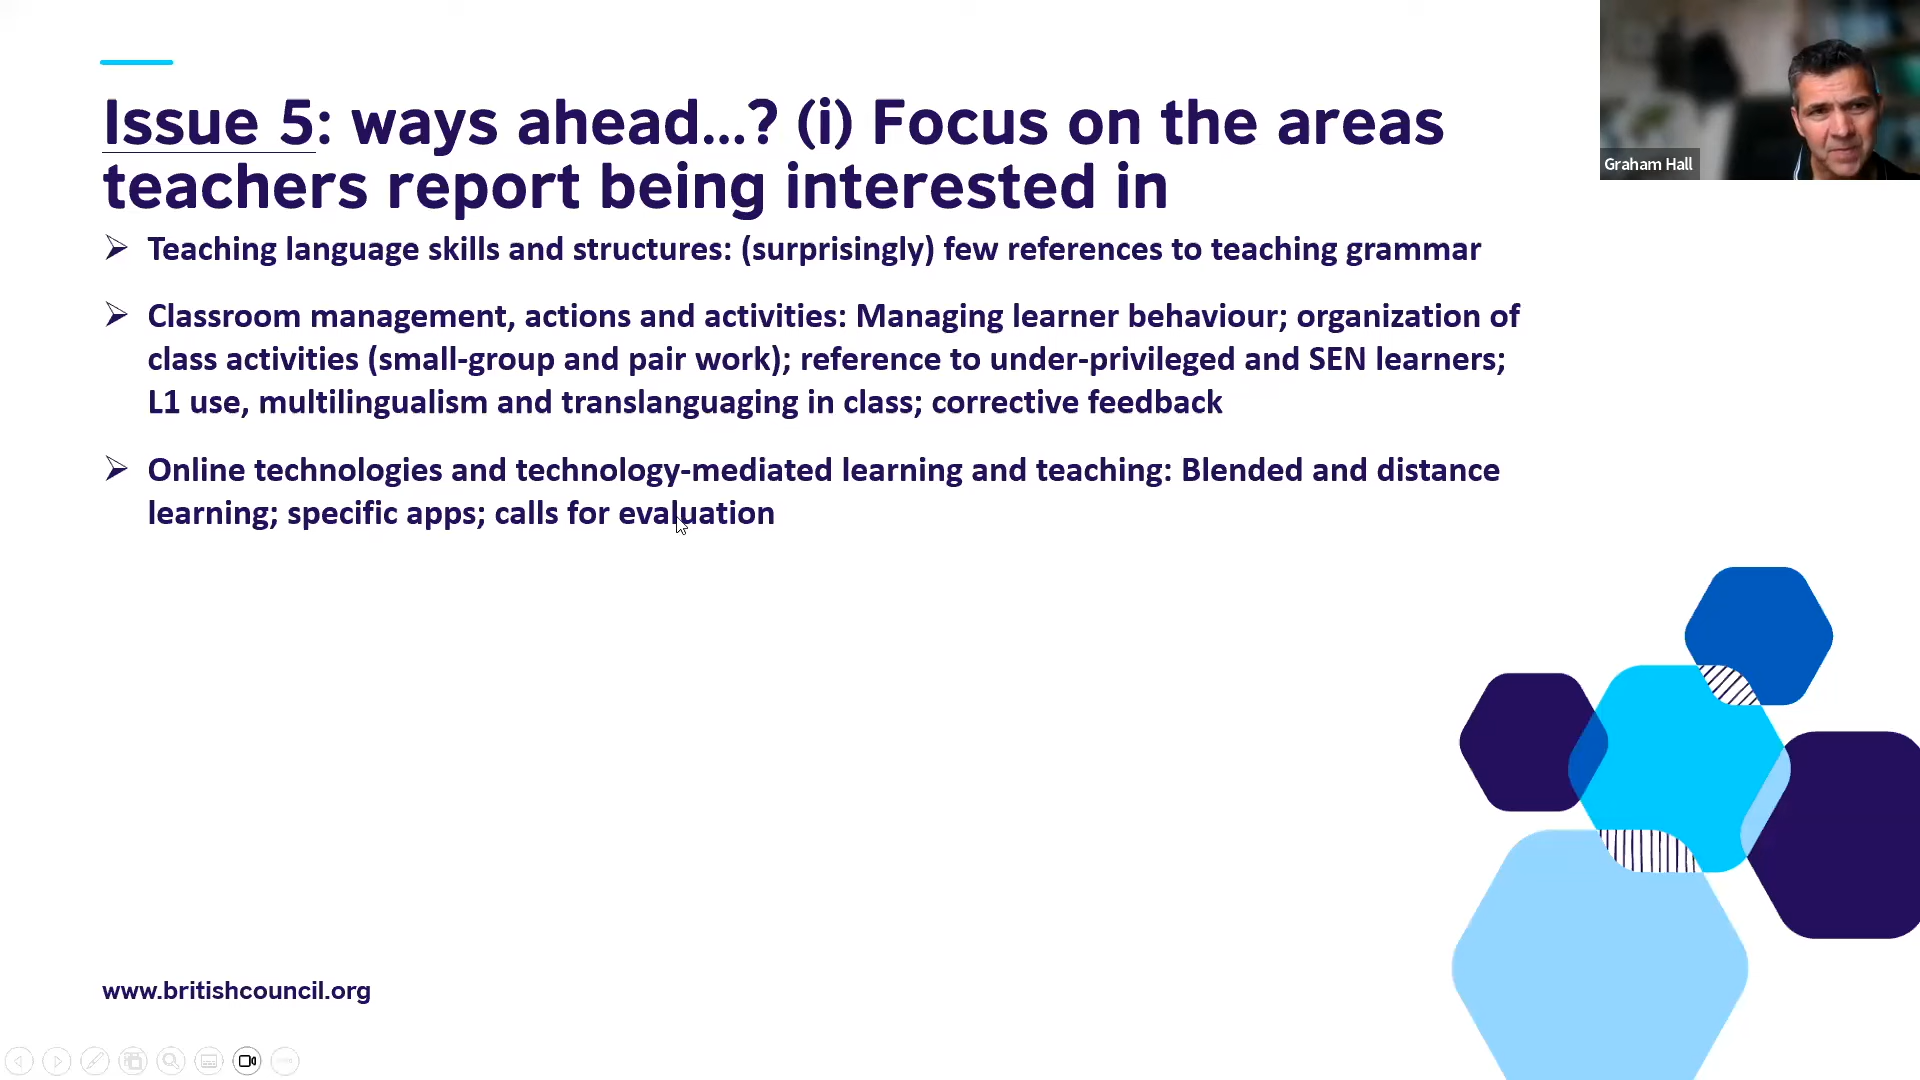 Issue 5: ways ahead...? (i) Focus on the areas
teachers report being interested in
Graham Hall
Teaching language skills and structures: (surprisingly) few references to teaching grammar
Classroom management, actions and activities: Managing learner behaviour; organization of
class activities (small-group and pair work); reference to under-privileged and SEN learners;
L1 use, multilingualism and translanguaging in class; corrective feedback
Online technologies and technology-mediated learning and teaching: Blended and distance
learning; specific apps; calls for evaluation
www.britishcouncil.org